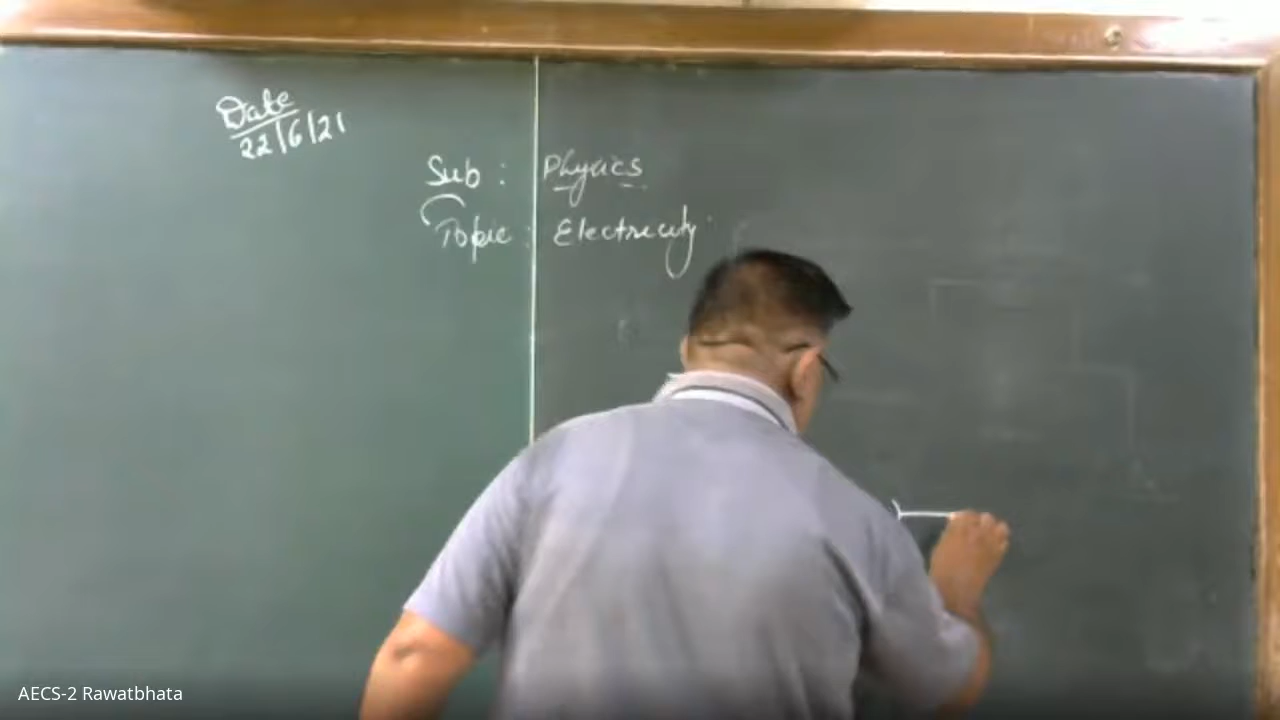 Date
22/6/21
Sub : Physics
Topic : Electricity
AECS-2 Rawatbhata